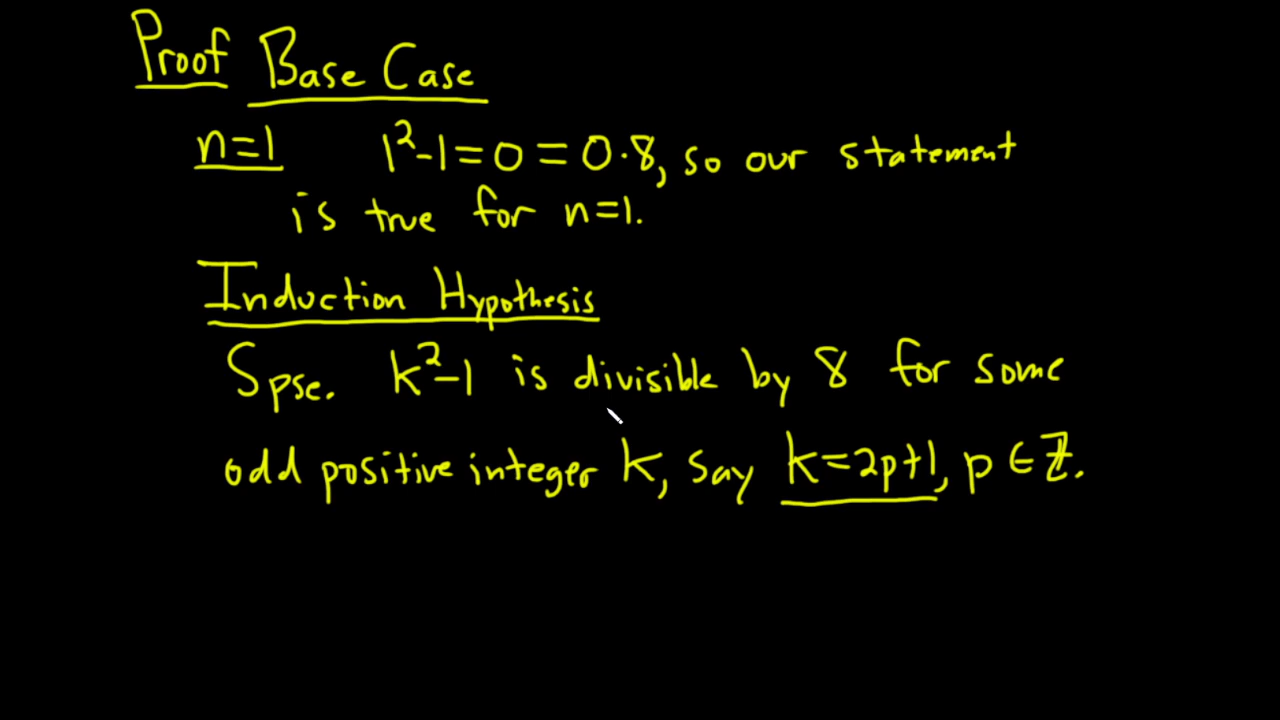 Proof Base Case
n=1 1²-1=0=0·8, so our statement
is true for n=1.
Induction Hypothesis
Spse. k²-1 is divisible by 8 for some
odd positive integer k, say k=2p+1, p∈ℤ.